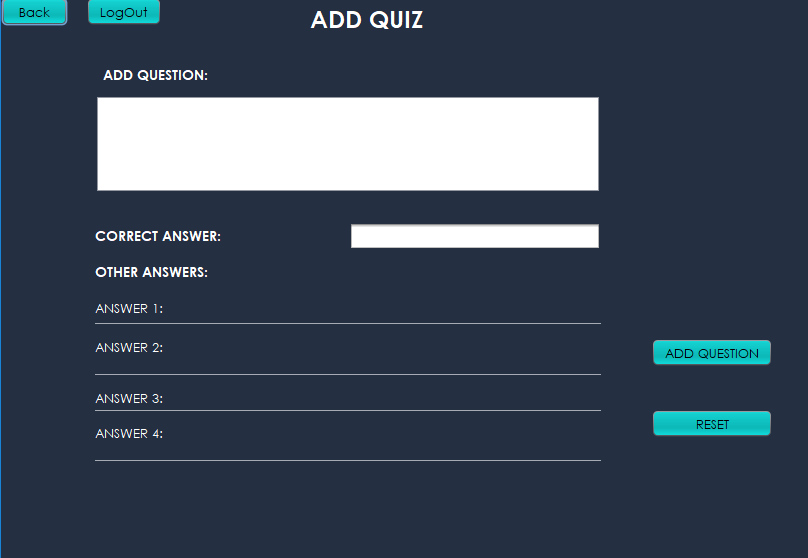 Back LogOut
ADD QUIZ
ADD QUESTION:
CORRECT ANSWER:
OTHER ANSWERS:
ANSWER 1:
ANSWER 2:
ADD QUESTION
ANSWER 3:
RESET
ANSWER 4: